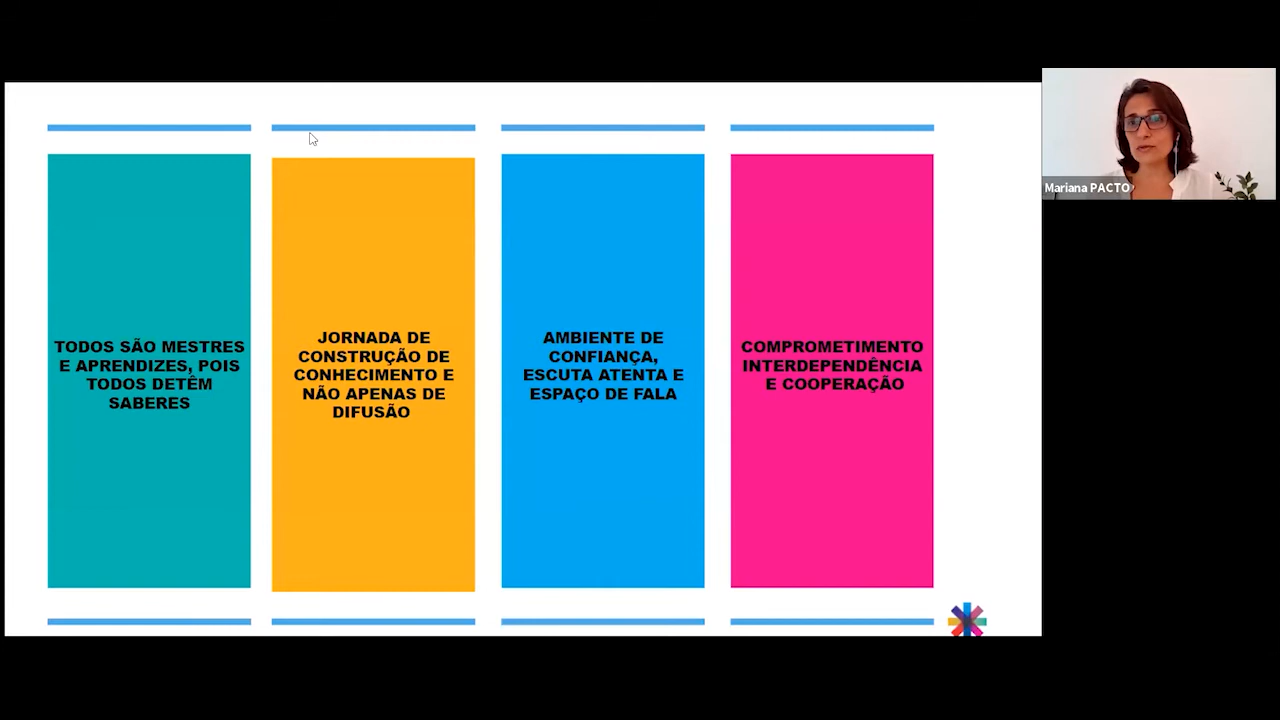 TODOS SÃO MESTRES
E APRENDIZES, POIS
TODOS DETÊM
SABERES
JORNADA DE
CONSTRUÇÃO DE
CONHECIMENTO E
NÃO APENAS DE
DIFUSÃO
AMBIENTE DE
CONFIANÇA,
ESCUTA ATENTA E
ESPAÇO DE FALA
COMPROMETIMENTO
INTERDEPENDÊNCIA
E COOPERAÇÃO
Mariana PACTO